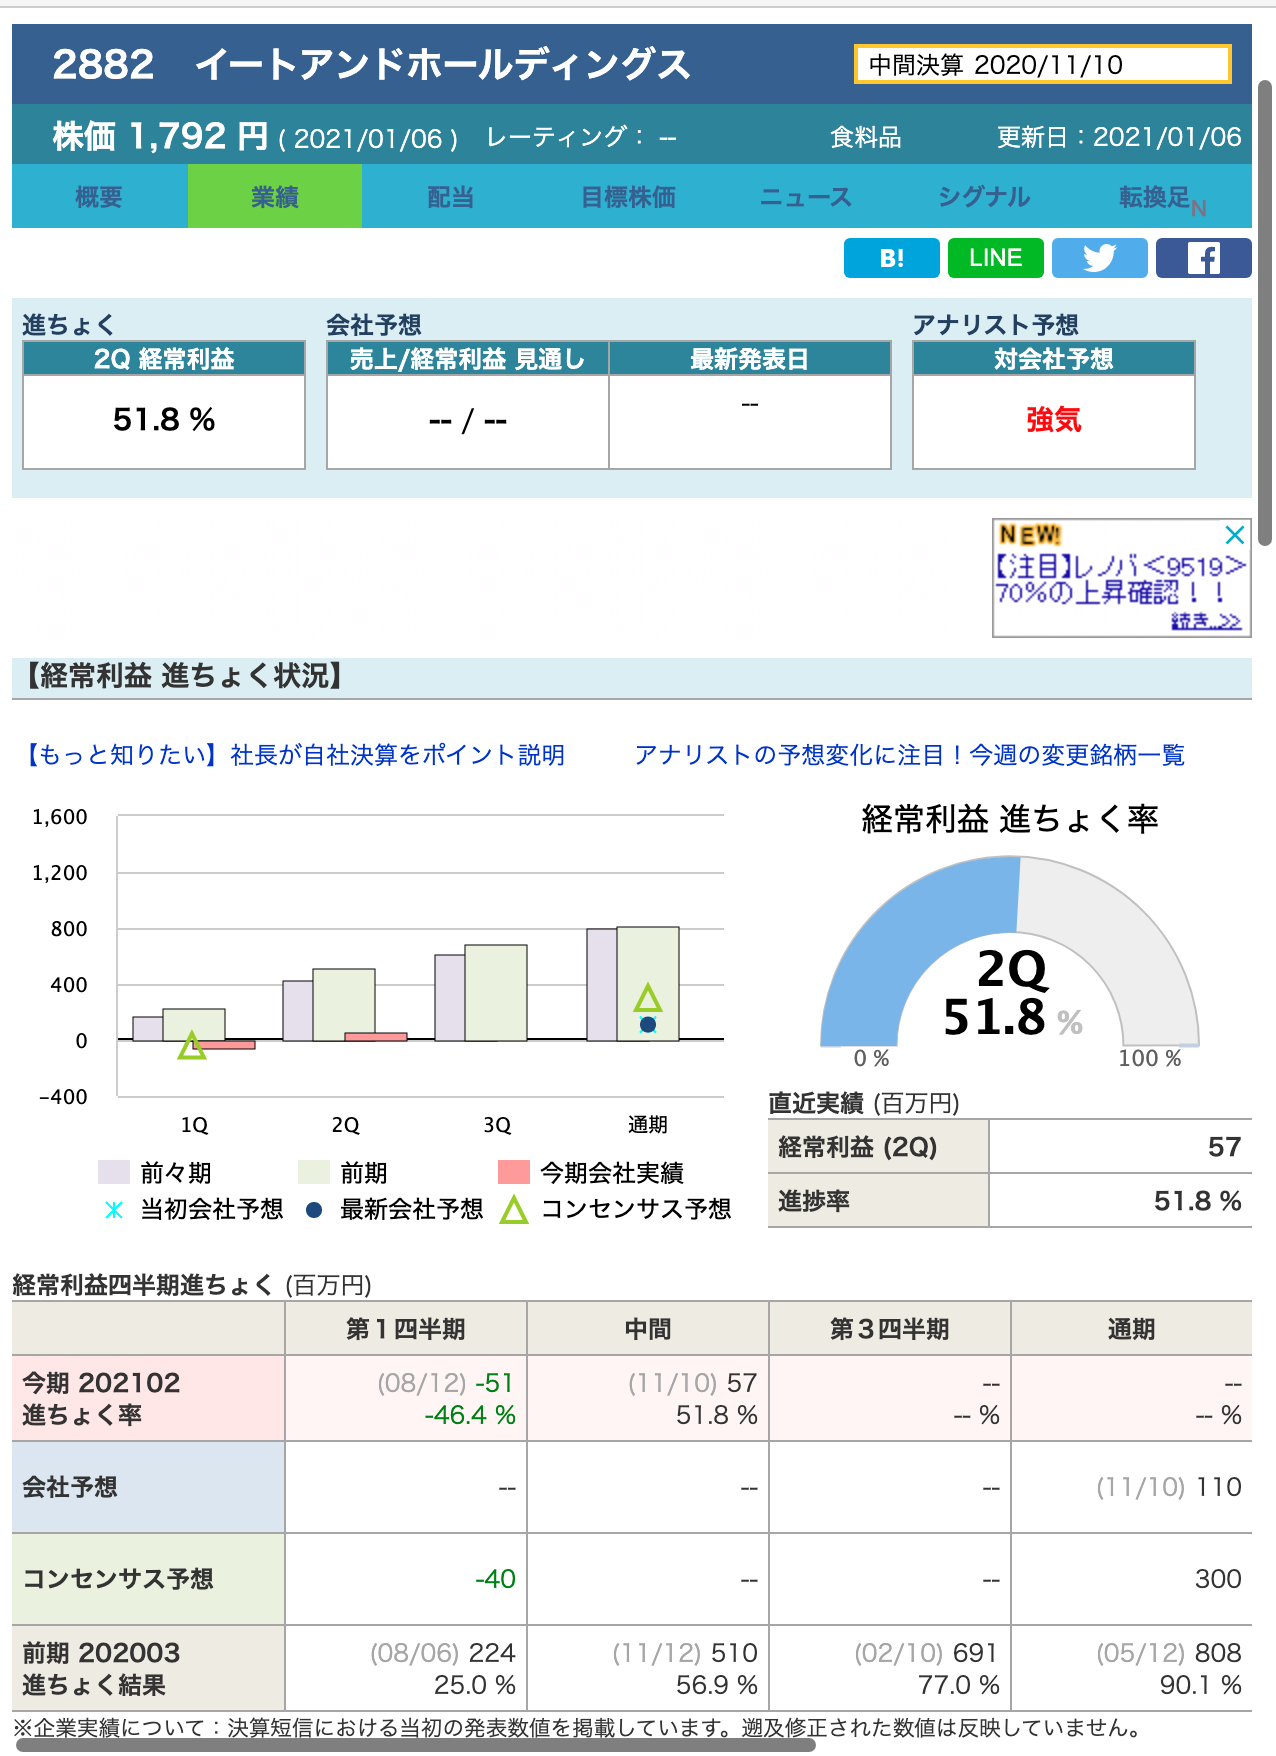 2882　イートアンドホールディングス
中間決算 2020/11/10
株価 1,792 円 ( 2021/01/06 )　レーティング： --　食料品　更新日：2021/01/06
概要　業績　配当　目標株価　ニュース　シグナル　転換足N
B!　LINE
進ちょく　会社予想　アナリスト予想
2Q 経常利益　売上/経常利益 見通し　最新発表日　対会社予想
51.8 %　-- / --　--　強気
NEW!
【注目】レノバ<9519>
70%の上昇確認！！
続き..>>
【経常利益 進ちょく状況】
【もっと知りたい】社長が自社決算をポイント説明　アナリストの予想変化に注目！今週の変更銘柄一覧
1,600
1,200
800
400
0
-400
1Q　2Q　3Q　通期
前々期　前期　今期会社実績
当初会社予想　最新会社予想　コンセンサス予想
経常利益 進ちょく率
2Q
51.8 %
0 %　100 %
直近実績 (百万円)
経常利益 (2Q)　57
進捗率　51.8 %
経常利益四半期進ちょく (百万円)
第１四半期　中間　第３四半期　通期
今期 202102　(08/12) -51　(11/10) 57　--　--
進ちょく率　-46.4 %　51.8 %　-- %　-- %
会社予想　--　--　--　(11/10) 110
コンセンサス予想　-40　--　--　300
前期 202003　(08/06) 224　(11/12) 510　(02/10) 691　(05/12) 808
進ちょく結果　25.0 %　56.9 %　77.0 %　90.1 %
※企業実績について：決算短信における当初の発表数値を掲載しています。遡及修正された数値は反映していません。